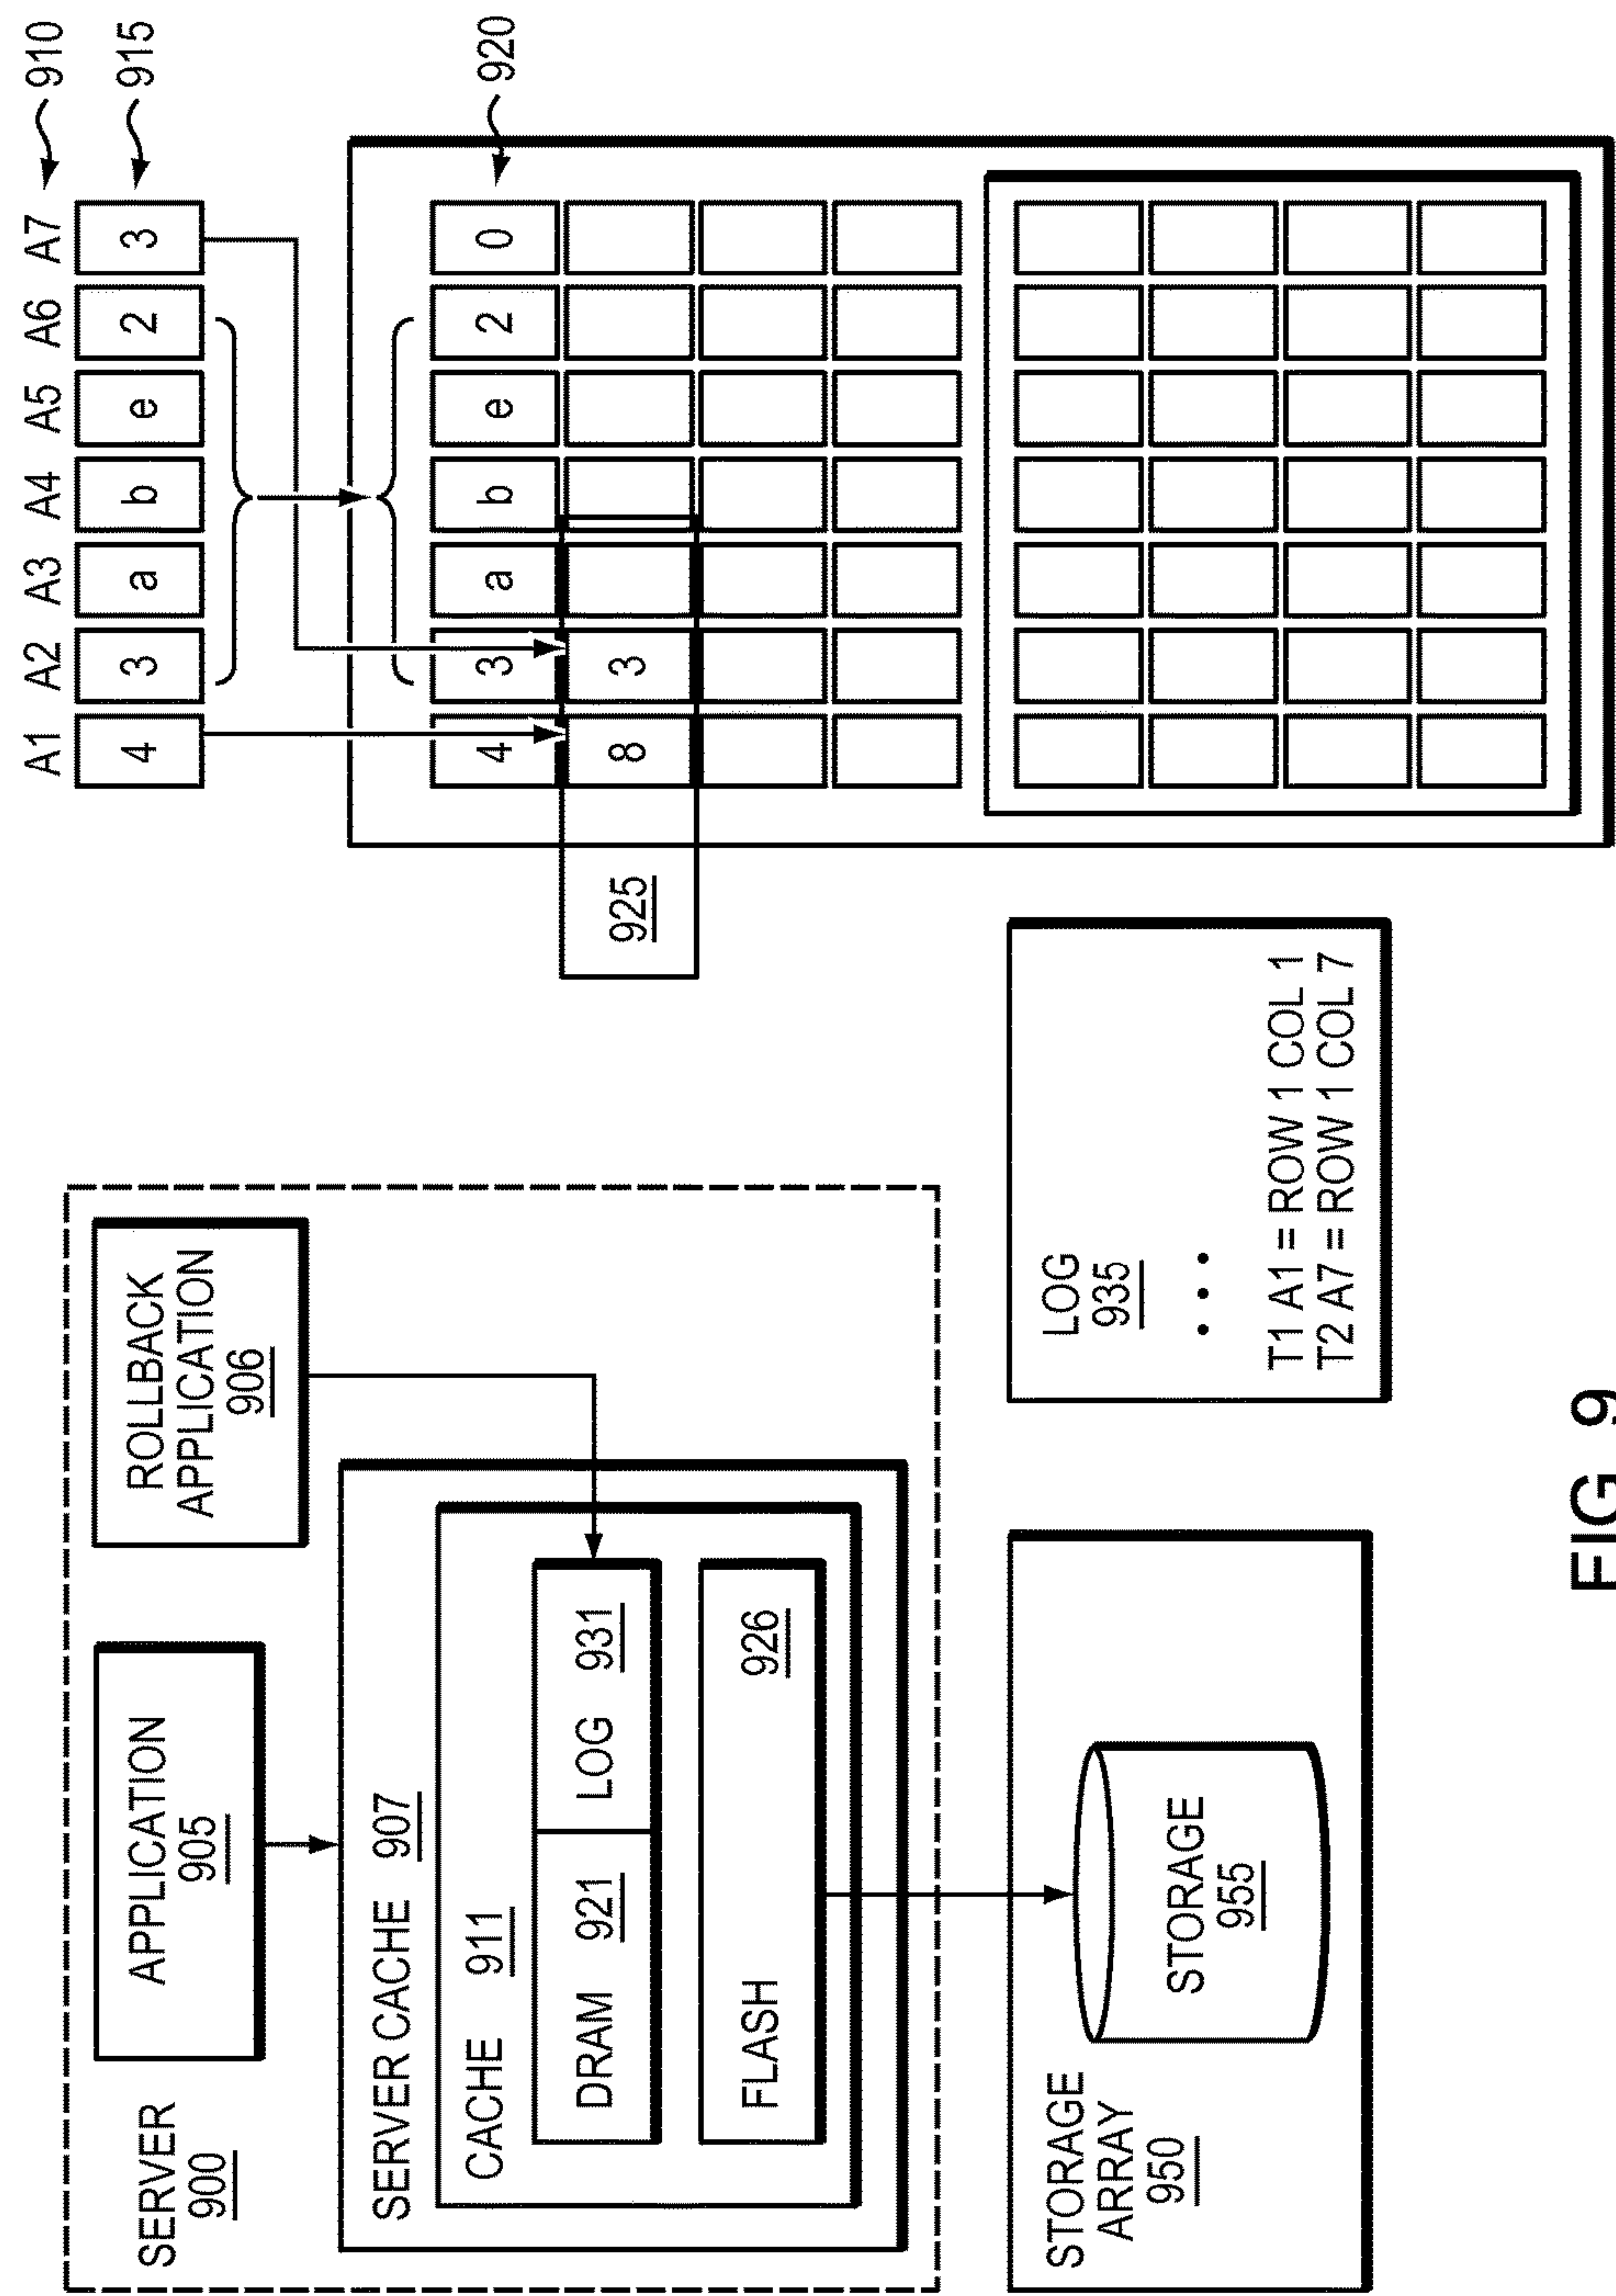 SERVER
900
APPLICATION
905
ROLLBACK
APPLICATION
906
SERVER CACHE 907
CACHE 911
DRAM 921
LOG 931
FLASH 926
STORAGE
ARRAY
950
STORAGE
955
LOG
935
• • •
T1 A1 = ROW 1 COL 1
T2 A7 = ROW 1 COL 7
A1 A2 A3 A4 A5 A6 A7
910
4 3 a b e 2 3
915
4 3 a b e 2 0
920
925
8 3
FIG. 9